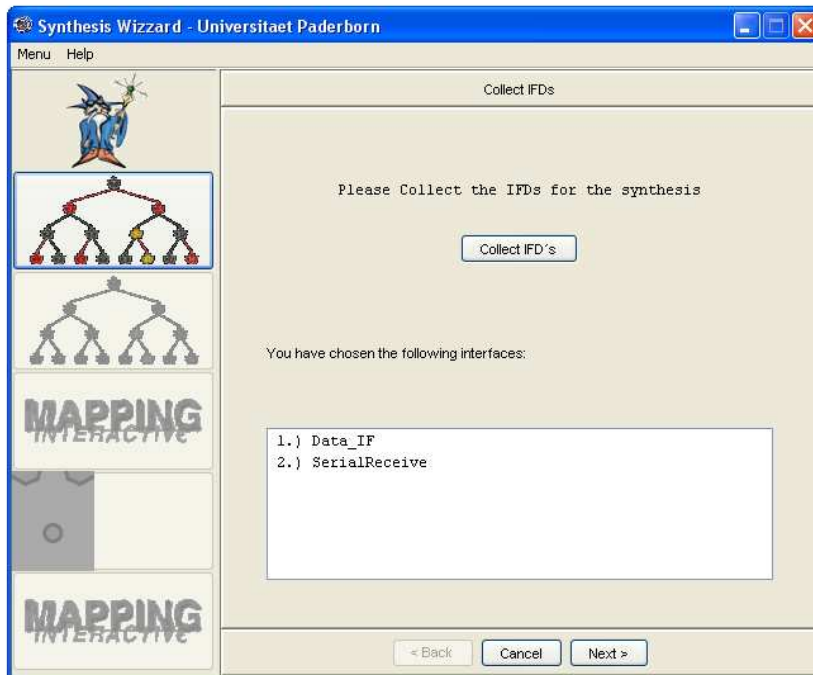 Synthesis Wizzard - Universitaet Paderborn
Menu Help
Collect IFDs
Please Collect the IFDs for the synthesis
Collect IFD´s
You have chosen the following interfaces:
1.) Data_IF
2.) SerialReceive
MAPPING
INTERACTIVE
MAPPING
INTERACTIVE
< Back Cancel Next >